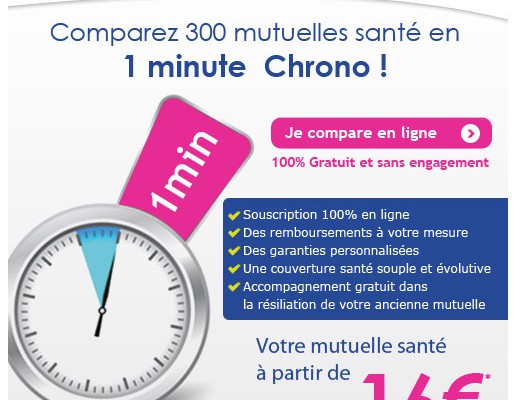 Comparez 300 mutuelles santé en
1 minute Chrono !
1min
Je compare en ligne
100% Gratuit et sans engagement
Souscription 100% en ligne
Des remboursements à votre mesure
Des garanties personnalisées
Une couverture santé souple et évolutive
Accompagnement gratuit dans
la résiliation de votre ancienne mutuelle
Votre mutuelle santé
à partir de 16€*